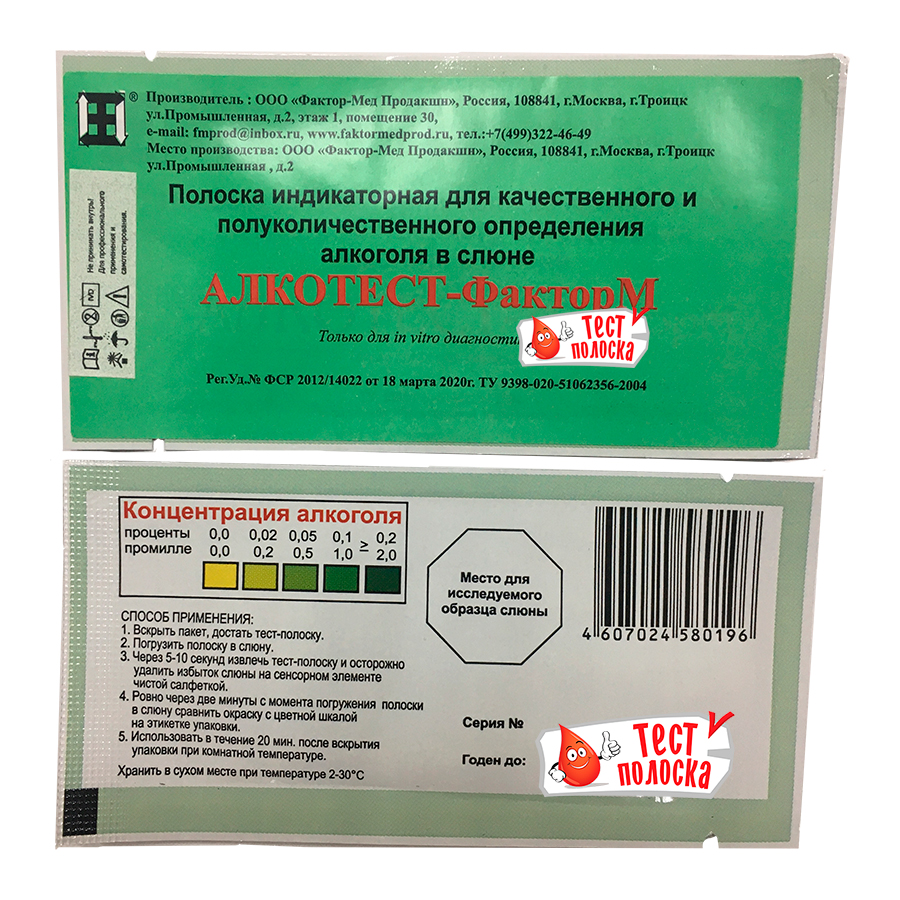 ® Производитель : ООО «Фактор-Мед Продакшн», Россия, 108841, г.Москва, г.Троицк
ул.Промышленная, д.2, этаж 1, помещение 30,
e-mail: fmprod@inbox.ru, www.faktormedprod.ru, тел.:+7(499)322-46-49
Место производства: ООО «Фактор-Мед Продакшн», Россия, 108841, г.Москва, г.Троицк
ул.Промышленная , д.2
Не принимать внутрь!
Для профессионального
применения и
самотестирования.
IVD
2
Полоска индикаторная для качественного и
полуколичественного определения
алкоголя в слюне
АЛКОТЕСТ-ФакторМ
Только для in vitro диагности
ТЕСТ
ПОЛОСКА
Рег.Уд.№ ФСР 2012/14022 от 18 марта 2020г. ТУ 9398-020-51062356-2004
Концентрация алкоголя
проценты 0,0 0,02 0,05 0,1 ≥ 0,2
промилле 0,0 0,2 0,5 1,0 2,0
СПОСОБ ПРИМЕНЕНИЯ:
1. Вскрыть пакет, достать тест-полоску.
2. Погрузить полоску в слюну.
3. Через 5-10 секунд извлечь тест-полоску и осторожно
удалить избыток слюны на сенсорном элементе
чистой салфеткой.
4. Ровно через две минуты с момента погружения полоски
в слюну сравнить окраску с цветной шкалой
на этикетке упаковки.
5. Использовать в течение 20 мин. после вскрытия
упаковки при комнатной температуре.
Хранить в сухом месте при температуре 2-30°С
Место для
исследуемого
образца слюны
4 607024 580196
Серия №
Годен до:
ТЕСТ
ПОЛОСКА